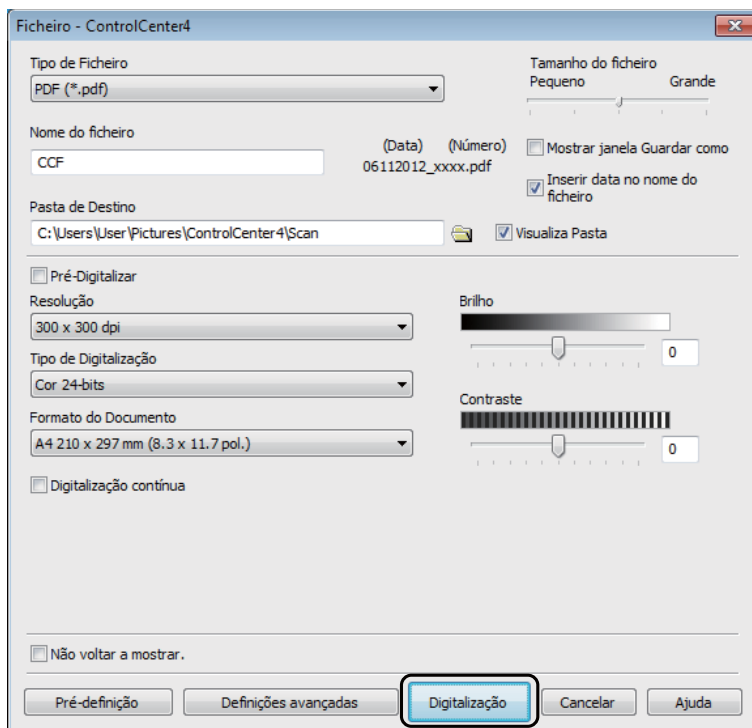 Ficheiro - ControlCenter4
Tipo de Ficheiro
PDF (*.pdf)
Tamanho do ficheiro
Pequeno Grande
Nome do ficheiro
CCF
(Data) (Número)
06112012_xxxx.pdf
Mostrar janela Guardar como
Inserir data no nome do
ficheiro
Pasta de Destino
C:\Users\User\Pictures\ControlCenter4\Scan
Visualiza Pasta
Pré-Digitalizar
Resolução
300 x 300 dpi
Tipo de Digitalização
Cor 24-bits
Formato do Documento
A4 210 x 297 mm (8.3 x 11.7 pol.)
Digitalização contínua
Brilho
0
Contraste
0
Não voltar a mostrar.
Pré-definição Definições avançadas Digitalização Cancelar Ajuda